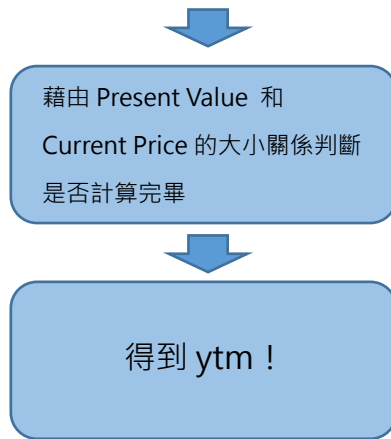 藉由 Present Value 和
Current Price 的大小關係判斷
是否計算完畢
得到 ytm！